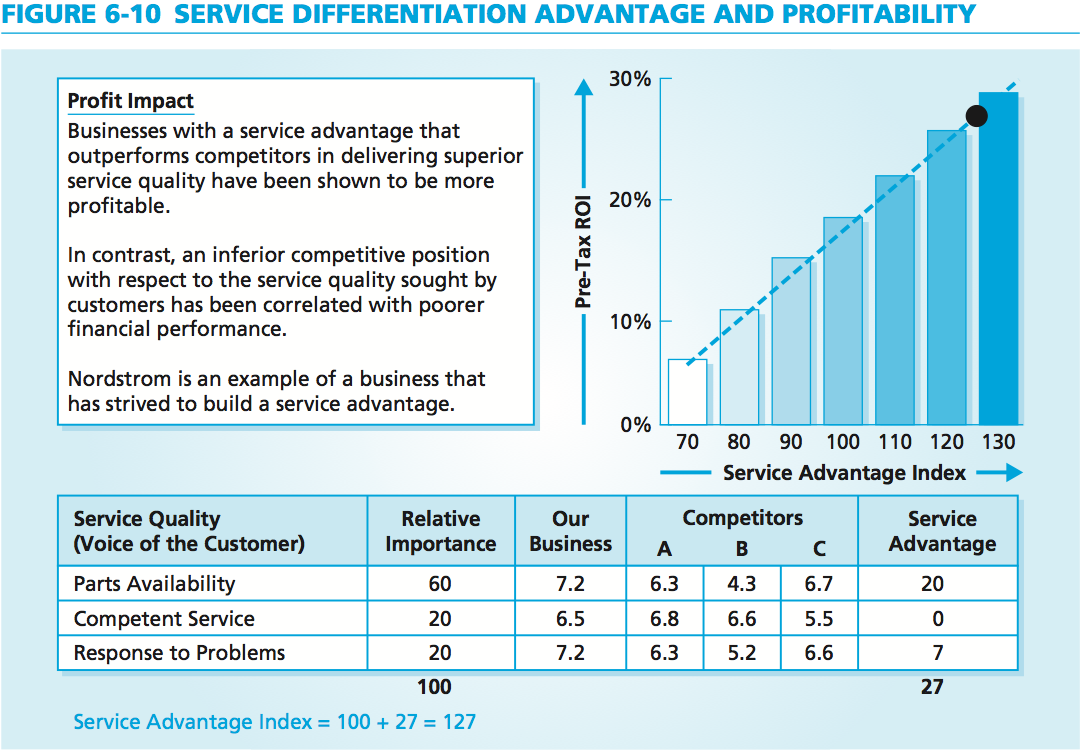 FIGURE 6-10 SERVICE DIFFERENTIATION ADVANTAGE AND PROFITABILITY
Profit Impact
Businesses with a service advantage that
outperforms competitors in delivering superior
service quality have been shown to be more
profitable.
In contrast, an inferior competitive position
with respect to the service quality sought by
customers has been correlated with poorer
financial performance.
Nordstrom is an example of a business that
has strived to build a service advantage.
Pre-Tax ROI
30%
20%
10%
0%
70 80 90 100 110 120 130
Service Advantage Index
Service Quality
(Voice of the Customer)
Relative
Importance
Our
Business
Competitors
A B C
Service
Advantage
Parts Availability 60 7.2 6.3 4.3 6.7 20
Competent Service 20 6.5 6.8 6.6 5.5 0
Response to Problems 20 7.2 6.3 5.2 6.6 7
100 27
Service Advantage Index = 100 + 27 = 127